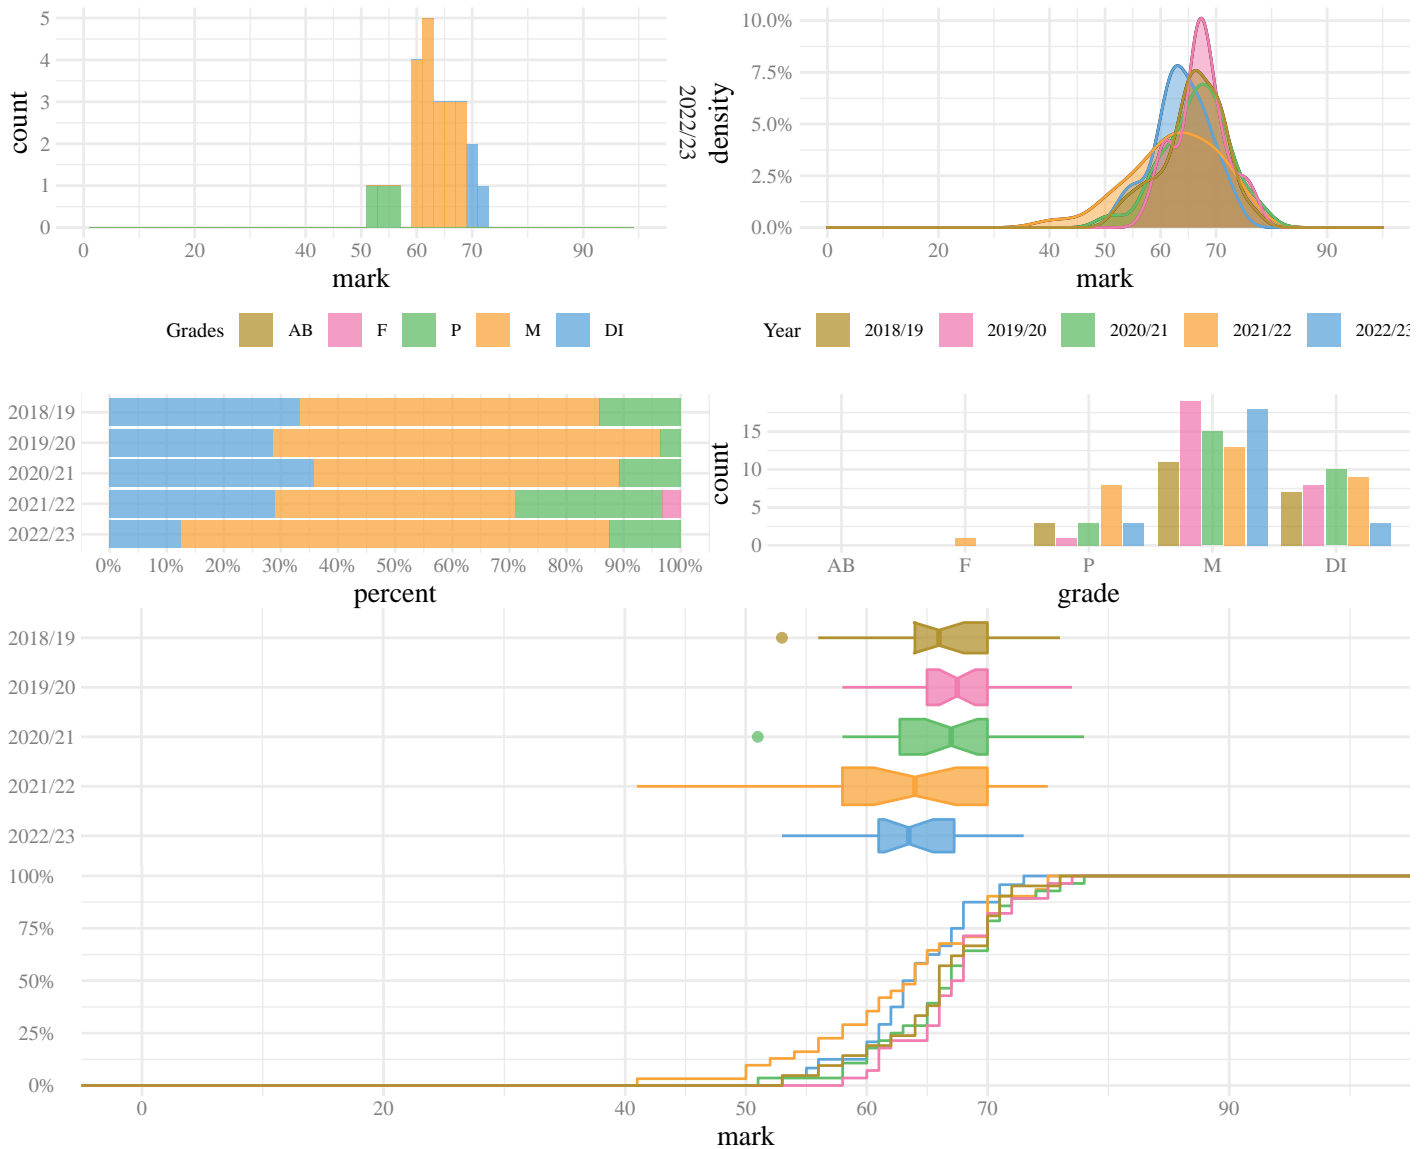 5
4
3
2
1
0
count
0 20 40 50 60 70 90
mark
2022/23
10.0%
7.5%
5.0%
2.5%
0.0%
density
0 20 40 50 60 70 90
mark
Grades AB F P M DI
Year 2018/19 2019/20 2020/21 2021/22 2022/23
2018/19
2019/20
2020/21
2021/22
2022/23
0% 10% 20% 30% 40% 50% 60% 70% 80% 90% 100%
percent
15
10
5
0
count
AB F P M DI
grade
2018/19
2019/20
2020/21
2021/22
2022/23
100%
75%
50%
25%
0%
0 20 40 50 60 70 90
mark